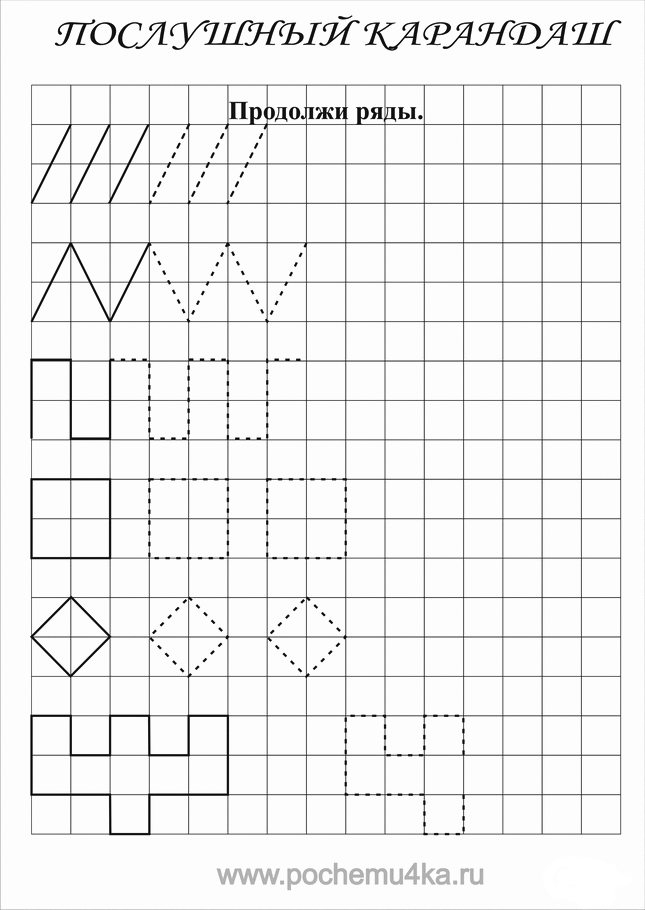 ПОСЛУШНЫЙ КАРАНДАШ
Продолжи ряды.
www.pochemu4ka.ru